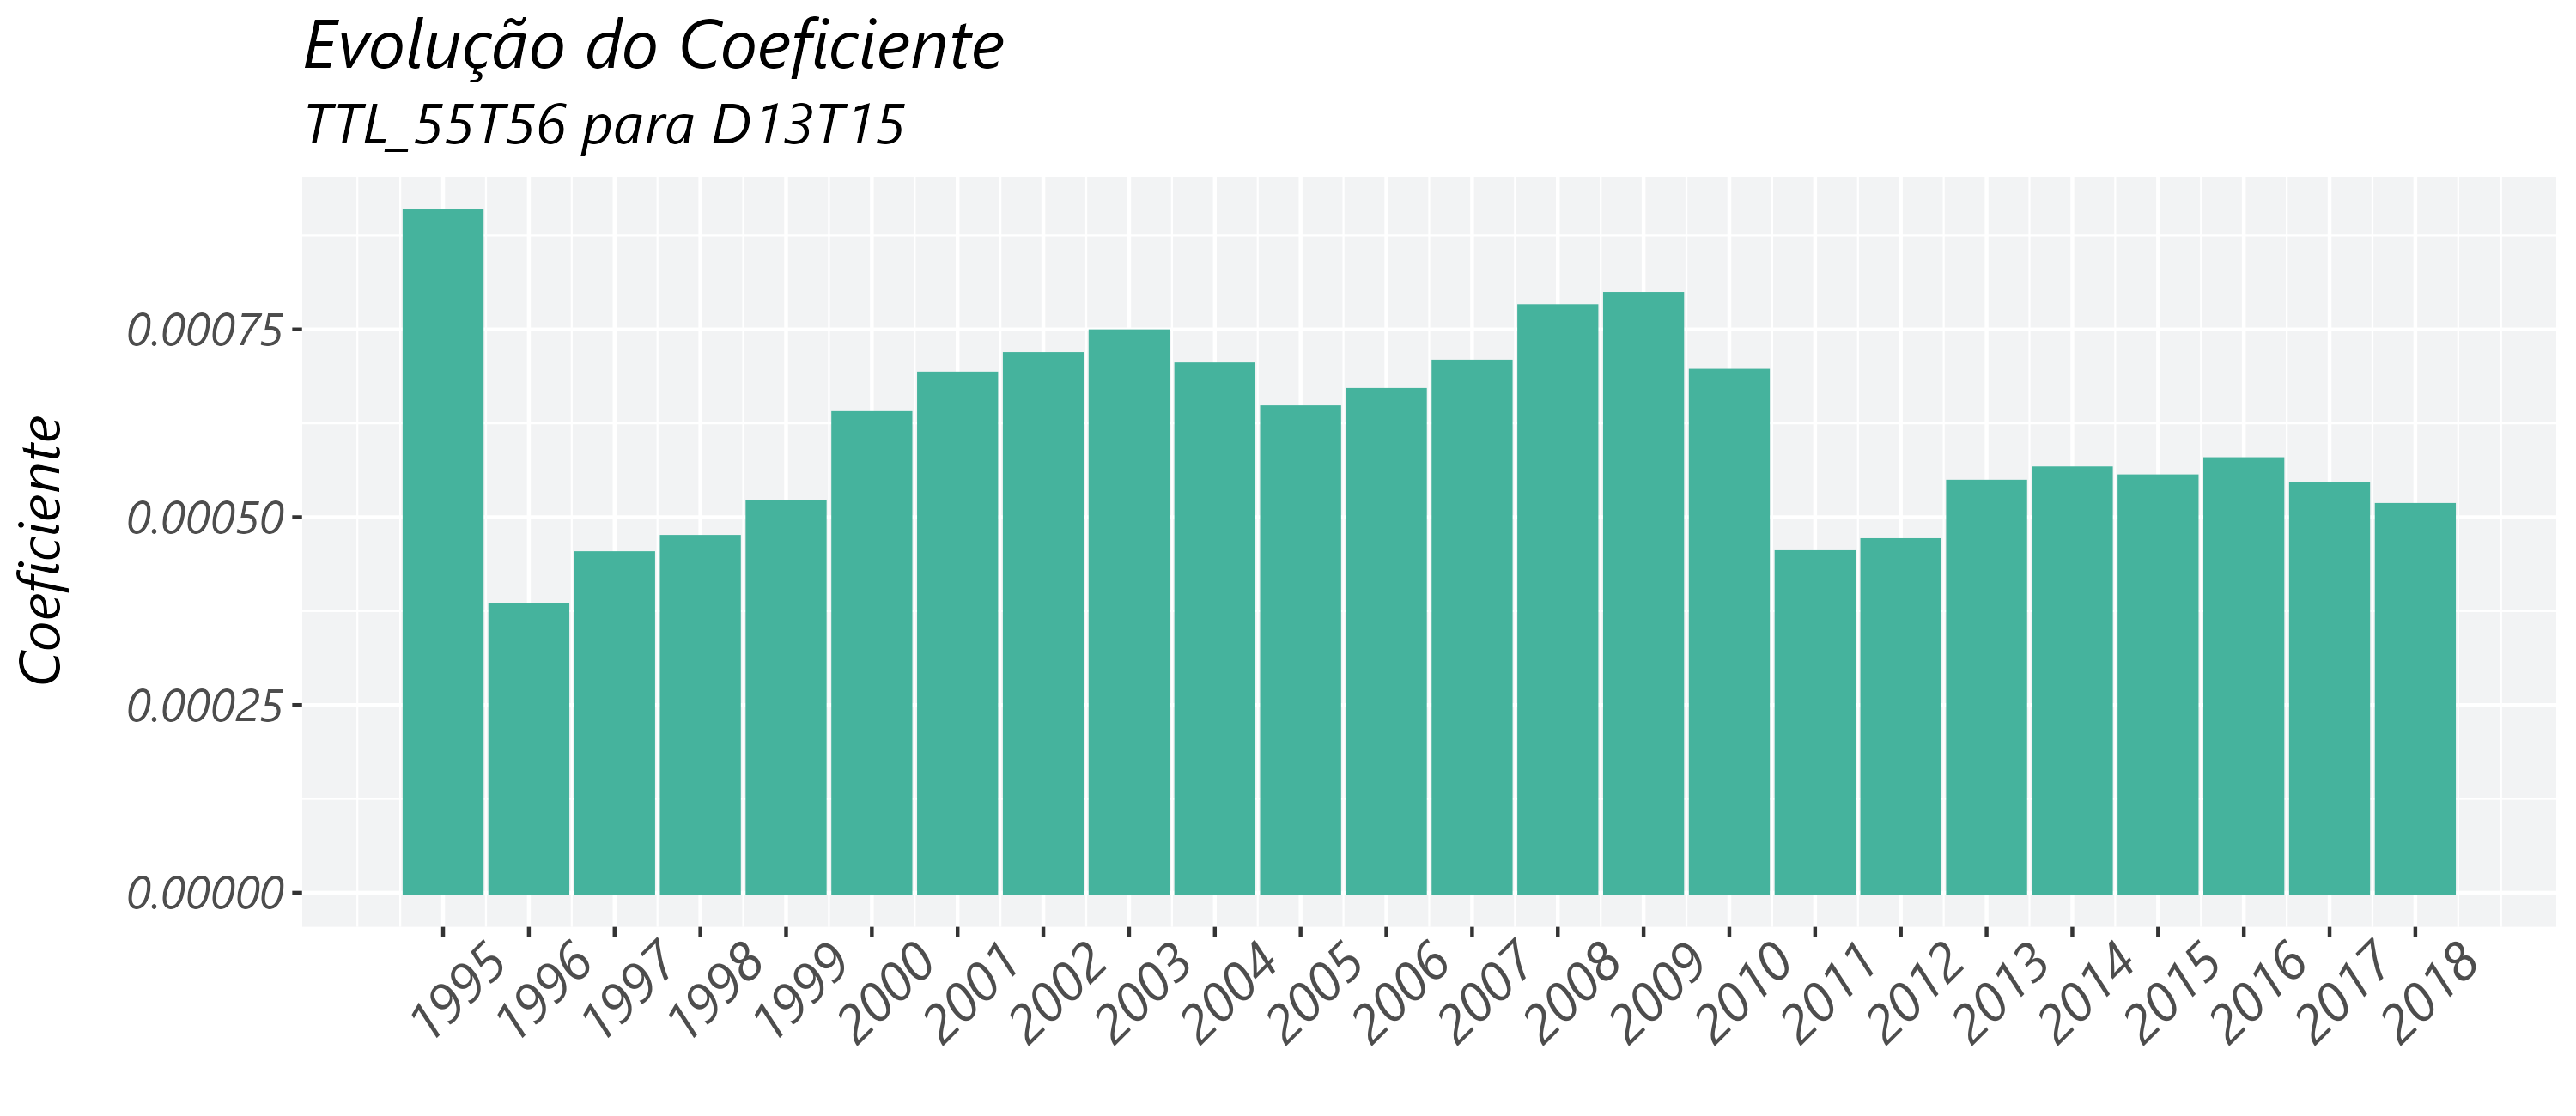 Evolução do Coeficiente
TTL_55T56 para D13T15
Coeficiente
0.00075
0.00050
0.00025
0.00000
1995 1996 1997 1998 1999 2000 2001 2002 2003 2004 2005 2006 2007 2008 2009 2010 2011 2012 2013 2014 2015 2016 2017 2018